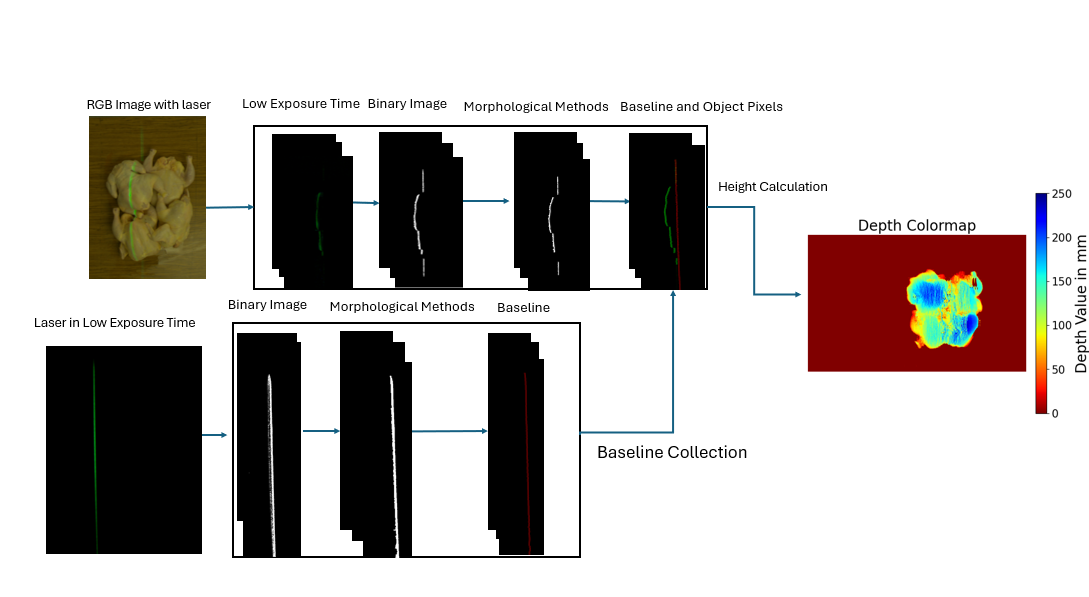 RGB Image with laser
Low Exposure Time
Binary Image
Morphological Methods
Baseline and Object Pixels
Height Calculation
Depth Colormap
250
200
150
100
50
0
Depth Value in mm
Laser in Low Exposure Time
Binary Image
Morphological Methods
Baseline
Baseline Collection